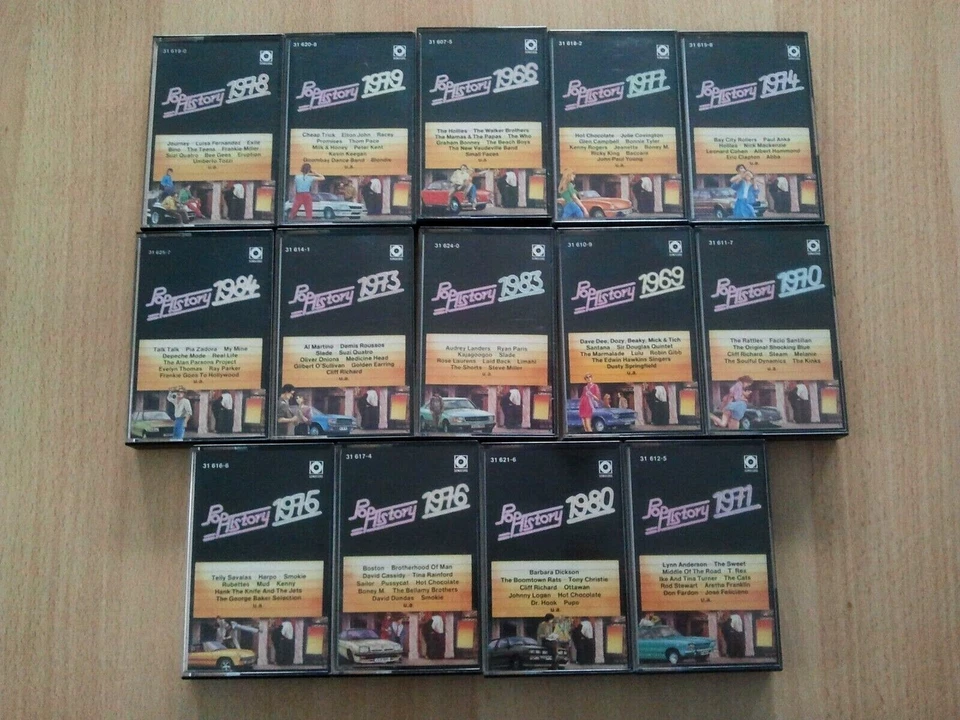 31 619-0
Pop History 1978
Journey Luisa Fernandez Exile
Bino The Teens Frankie Miller
Suzi Quatro Bee Gees Eruption
Umberto Tozzi
u.a.
31 620-8
Pop History 1979
Cheap Trick Elton John Racey
Promises Thom Pace
Milk & Honey Peter Kent
Kevin Keegan
Goombay Dance Band Blondie
u.a.
31 607-5
Pop History 1966
The Hollies The Walker Brothers
The Mamas & The Papas The Who
Graham Bonney The Beach Boys
The New Vaudeville Band
Small Faces
u.a.
31 618-2
Pop History 1977
Hot Chocolate Julie Covington
Glen Campbell Bonnie Tyler
Kenny Rogers Jeanette Boney M.
Ricky King Baccara
John Paul Young
u.a.
31 615-8
Pop History 1974
Bay City Rollers Paul Anka
Hollies Nick Mackenzie
Leonard Cohen Albert Hammond
Eric Clapton Abba
u.a.
Pop History 1984
Talk Talk Pia Zadora My Mine
Depeche Mode Real Life
The Alan Parsons Project
Evelyn Thomas Ray Parker
Frankie Goes To Hollywood
u.a.
31 614-1
Pop History 1973
Al Martino Demis Roussos
Slade Suzi Quatro
Oliver Onions Medicine Head
Gilbert O'Sullivan Golden Earring
Cliff Richard
u.a.
31 624-0
Pop History 1983
Audrey Landers Ryan Paris
Kajagoogoo Slade
Rose Laurens Laid Back Limahl
The Shorts Steve Miller
u.a.
31 610-9
Pop History 1969
Dave Dee, Dozy, Beaky, Mick & Tich
Santana Sir Douglas Quintet
The Marmalade Lulu Robin Gibb
The Edwin Hawkins Singers
Dusty Springfield
u.a.
31 611-7
Pop History 1970
The Rattles Facio Santillan
The Original Shocking Blue
Cliff Richard Steam Melanie
The Soulful Dynamics The Kinks
u.a.
31 616-6
Pop History 1975
Telly Savalas Harpo Smokie
Rubettes Mud Kenny
Hank The Knife And The Jets
The George Baker Selection
u.a.
31 617-4
Pop History 1976
Boston Brotherhood Of Man
David Cassidy Tina Rainford
Sailor Pussycat Hot Chocolate
Boney M. The Bellamy Brothers
David Dundas Smokie
u.a.
31 621-6
Pop History 1980
Barbara Dickson
The Boomtown Rats Tony Christie
Cliff Richard Ottawan
Johnny Logan Hot Chocolate
Dr. Hook Pupo
u.a.
31 612-5
Pop History 1971
Lynn Anderson The Sweet
Middle Of The Road T. Rex
Ike And Tina Turner The Cats
Rod Stewart Aretha Franklin
Don Fardon José Feliciano
u.a.